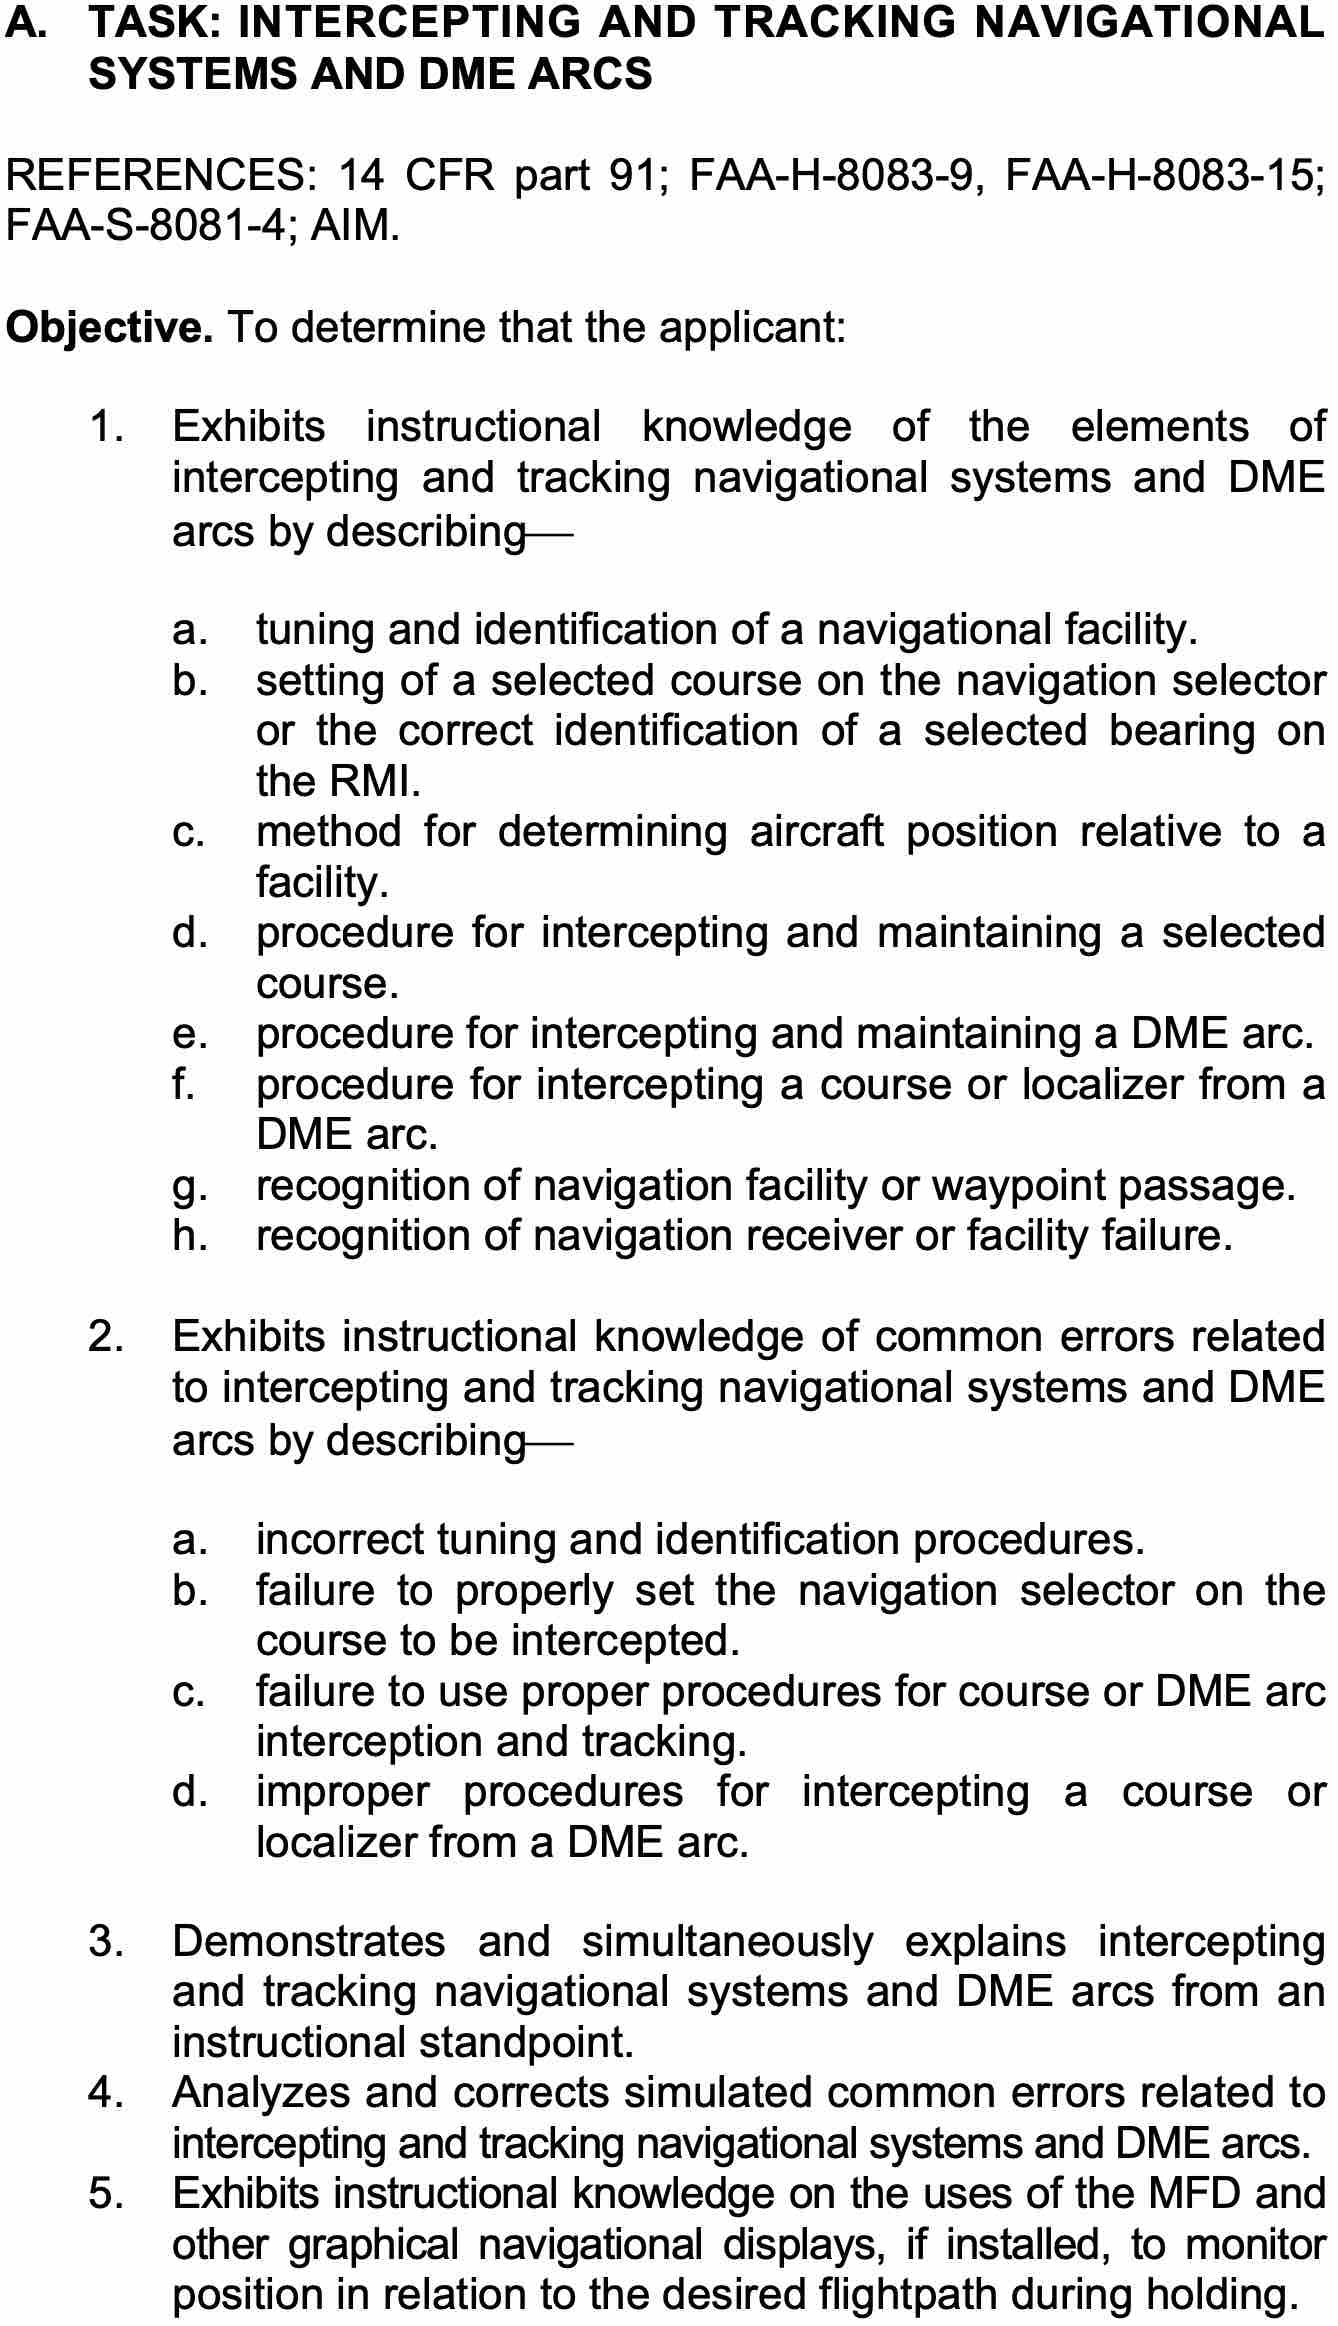 A. TASK: INTERCEPTING AND TRACKING NAVIGATIONAL
SYSTEMS AND DME ARCS
REFERENCES: 14 CFR part 91; FAA-H-8083-9, FAA-H-8083-15;
FAA-S-8081-4; AIM.
Objective. To determine that the applicant:
1. Exhibits instructional knowledge of the elements of
intercepting and tracking navigational systems and DME
arcs by describing—
a. tuning and identification of a navigational facility.
b. setting of a selected course on the navigation selector
or the correct identification of a selected bearing on
the RMI.
c. method for determining aircraft position relative to a
facility.
d. procedure for intercepting and maintaining a selected
course.
e. procedure for intercepting and maintaining a DME arc.
f. procedure for intercepting a course or localizer from a
DME arc.
g. recognition of navigation facility or waypoint passage.
h. recognition of navigation receiver or facility failure.
2. Exhibits instructional knowledge of common errors related
to intercepting and tracking navigational systems and DME
arcs by describing—
a. incorrect tuning and identification procedures.
b. failure to properly set the navigation selector on the
course to be intercepted.
c. failure to use proper procedures for course or DME arc
interception and tracking.
d. improper procedures for intercepting a course or
localizer from a DME arc.
3. Demonstrates and simultaneously explains intercepting
and tracking navigational systems and DME arcs from an
instructional standpoint.
4. Analyzes and corrects simulated common errors related to
intercepting and tracking navigational systems and DME arcs.
5. Exhibits instructional knowledge on the uses of the MFD and
other graphical navigational displays, if installed, to monitor
position in relation to the desired flightpath during holding.